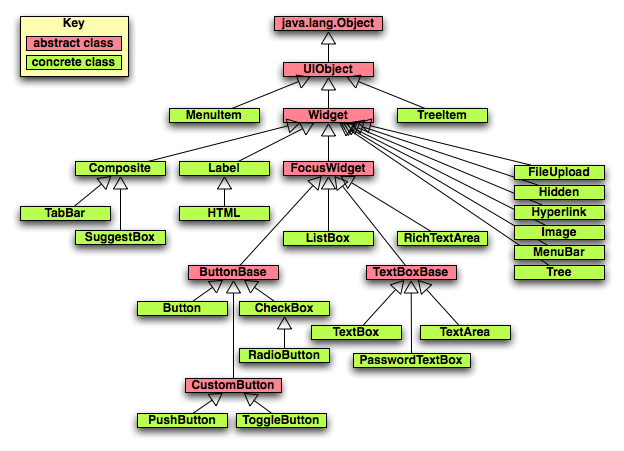 Key
abstract class
concrete class
java.lang.Object
UiObject
MenuItem
Widget
TreeItem
Composite
Label
FocusWidget
FileUpload
Hidden
Hyperlink
Image
MenuBar
Tree
TabBar
HTML
SuggestBox
ListBox
RichTextArea
ButtonBase
TextBoxBase
Button
CheckBox
TextBox
TextArea
RadioButton
PasswordTextBox
CustomButton
PushButton
ToggleButton